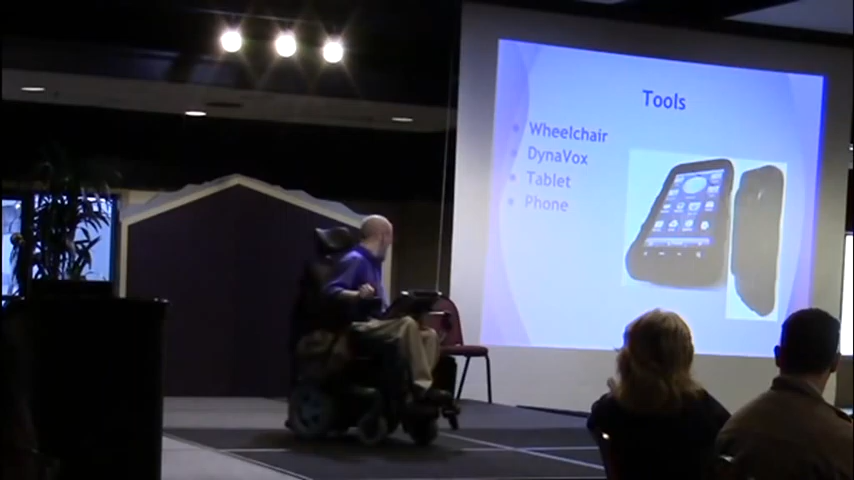 Tools
• Wheelchair
• DynaVox
• Tablet
• Phone